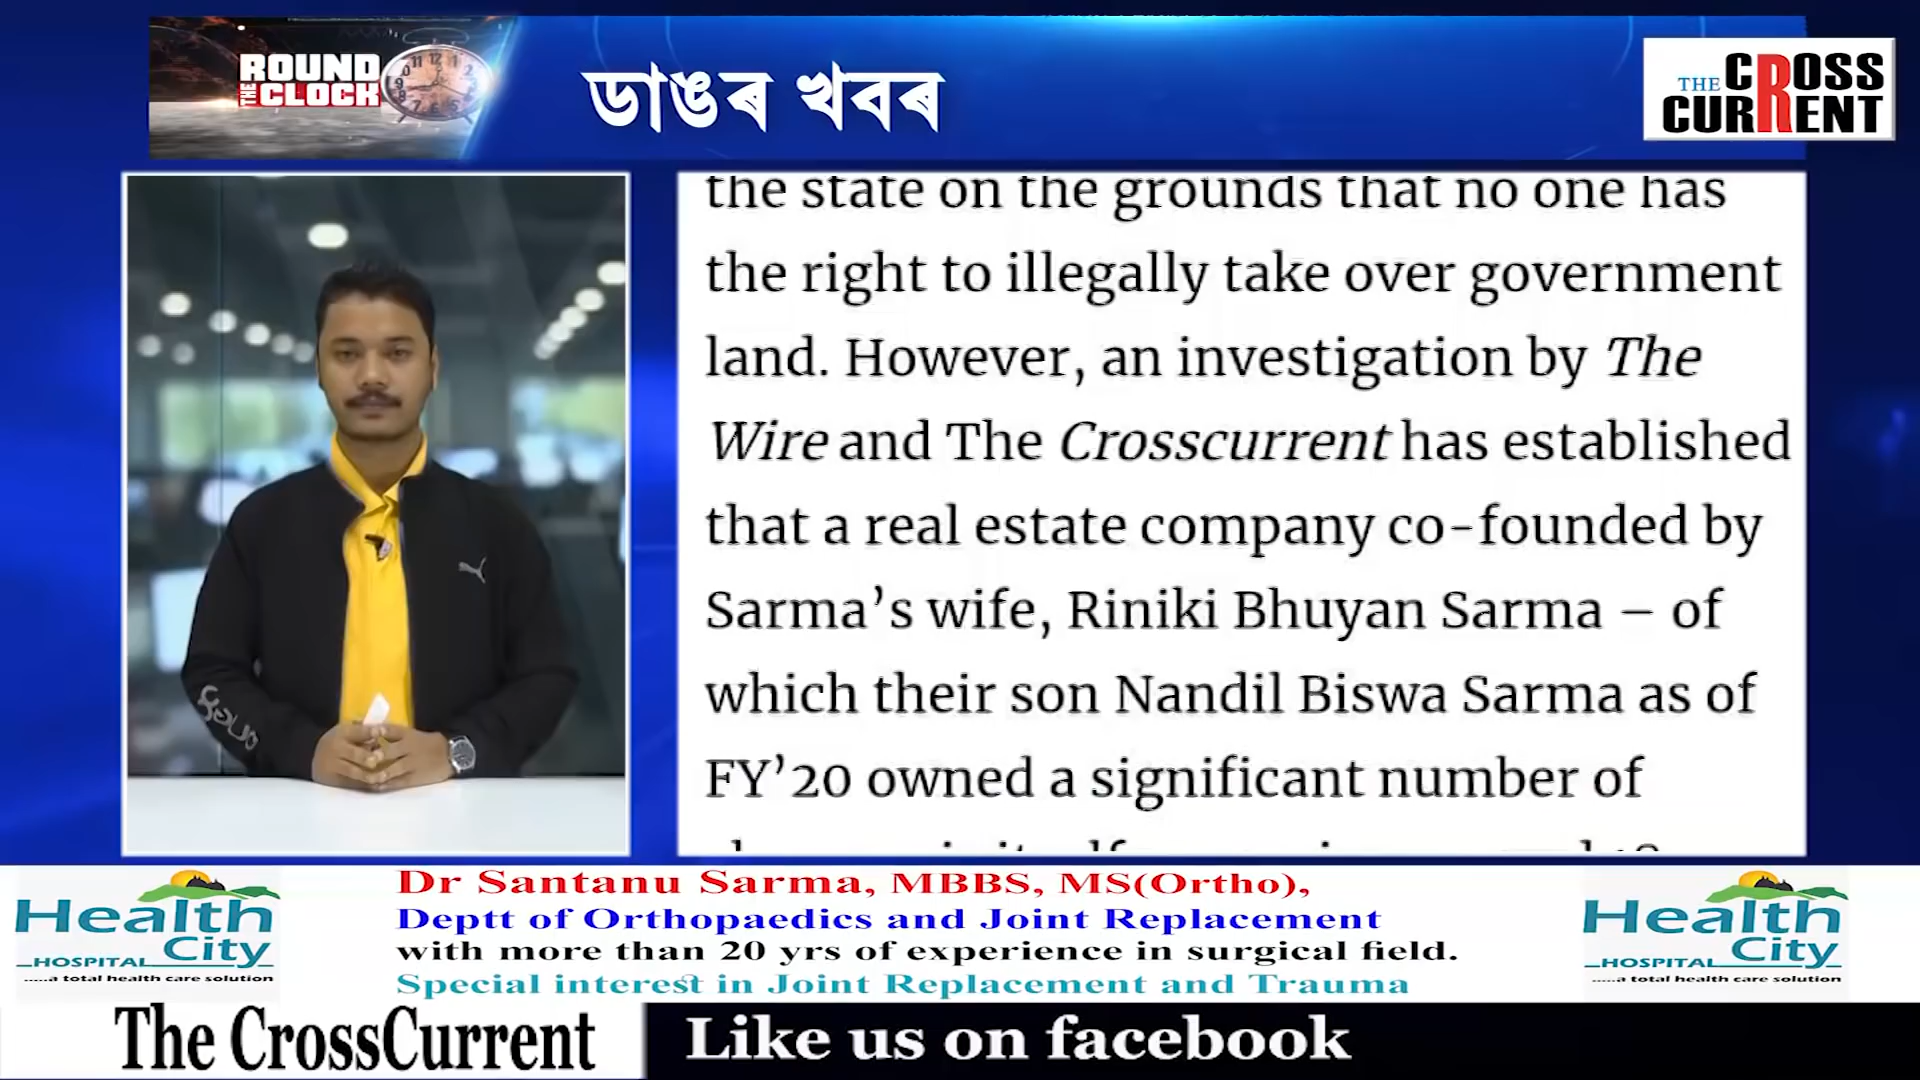 ROUND
THE CLOCK
ডাঙৰ খবৰ
THE CROSS
CURRENT
the state on the grounds that no one has
the right to illegally take over government
land. However, an investigation by The
Wire and The Crosscurrent has established
that a real estate company co-founded by
Sarma’s wife, Riniki Bhuyan Sarma – of
which their son Nandil Biswa Sarma as of
FY’20 owned a significant number of
Health
City
HOSPITAL
.....a total health care solution
Dr Santanu Sarma, MBBS, MS(Ortho),
Deptt of Orthopaedics and Joint Replacement
with more than 20 yrs of experience in surgical field.
Special interest in Joint Replacement and Trauma
Health
City
HOSPITAL
.....a total health care solution
The CrossCurrent
Like us on facebook